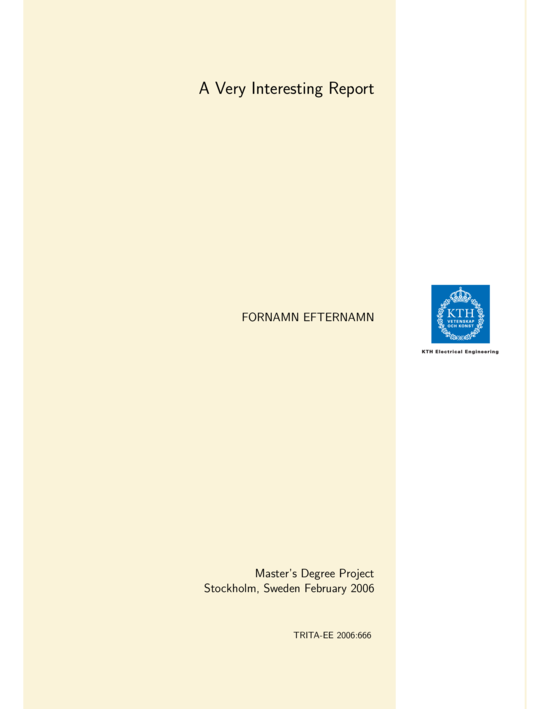 A Very Interesting Report
FORNAMN EFTERNAMN
KTH
VETENSKAP
OCH KONST
KTH Electrical Engineering
Master's Degree Project
Stockholm, Sweden February 2006
TRITA-EE 2006:666